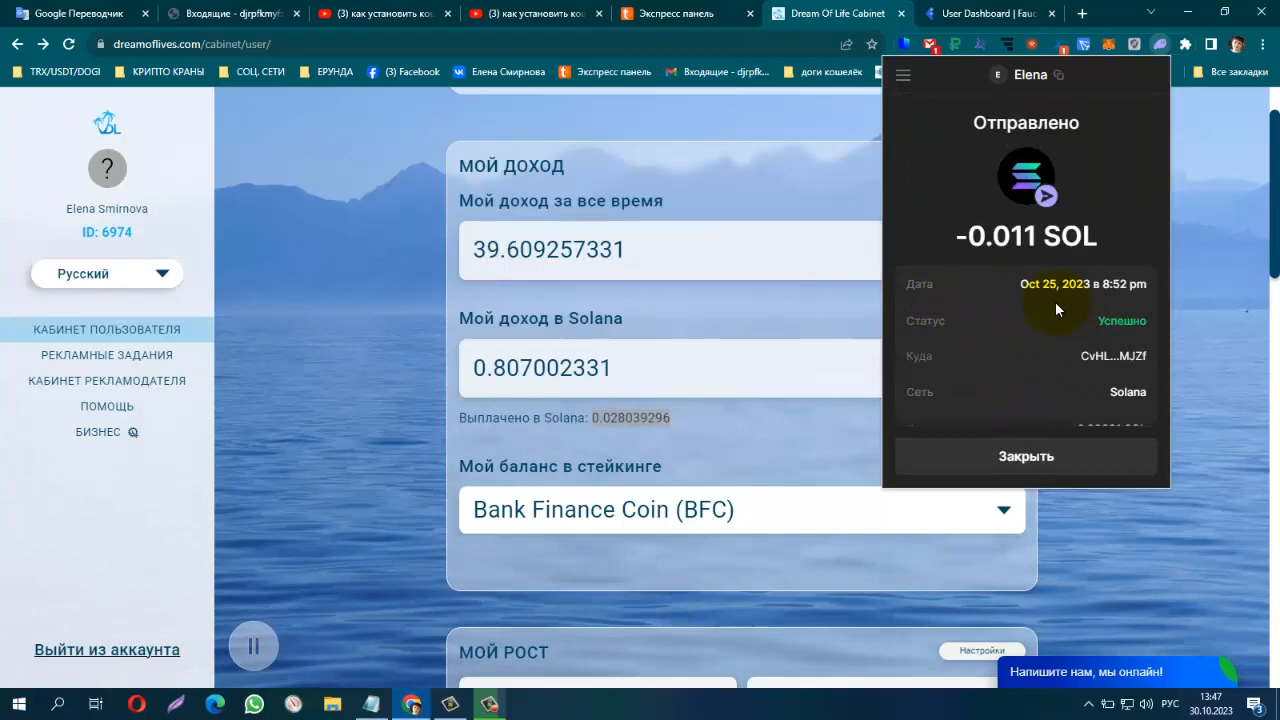 Google Переводчик
Входящие - djrpfkmyf
(3) как установить ко
(3) как установить ко
Экспресс панель
Dream Of Life Cabinet
User Dashboard | Fauc
dreamoflives.com/cabinet/user/
TRX/USDT/DOGI
КРИПТО КРАНЫ
СОЦ. СЕТИ
ЕРУНДА
(3) Facebook
Елена Смирнова
Экспресс панель
Входящие - djrpfk...
доги кошелёк
Все закладки
Elena Smirnova
ID: 6974
Русский
КАБИНЕТ ПОЛЬЗОВАТЕЛЯ
РЕКЛАМНЫЕ ЗАДАНИЯ
КАБИНЕТ РЕКЛАМОДАТЕЛЯ
ПОМОЩЬ
БИЗНЕС
Выйти из аккаунта
МОЙ ДОХОД
Мой доход за все время
39.609257331
Мой доход в Solana
0.807002331
Выплачено в Solana: 0.028039296
Мой баланс в стейкинге
Bank Finance Coin (BFC)
МОЙ РОСТ
Настройки
E Elena
Отправлено
-0.011 SOL
Дата Oct 25, 2023 в 8:52 pm
Статус Успешно
Куда CvHL...MJZf
Сеть Solana
Закрыть
Напишите нам, мы онлайн!
РУС
13:47
30.10.2023